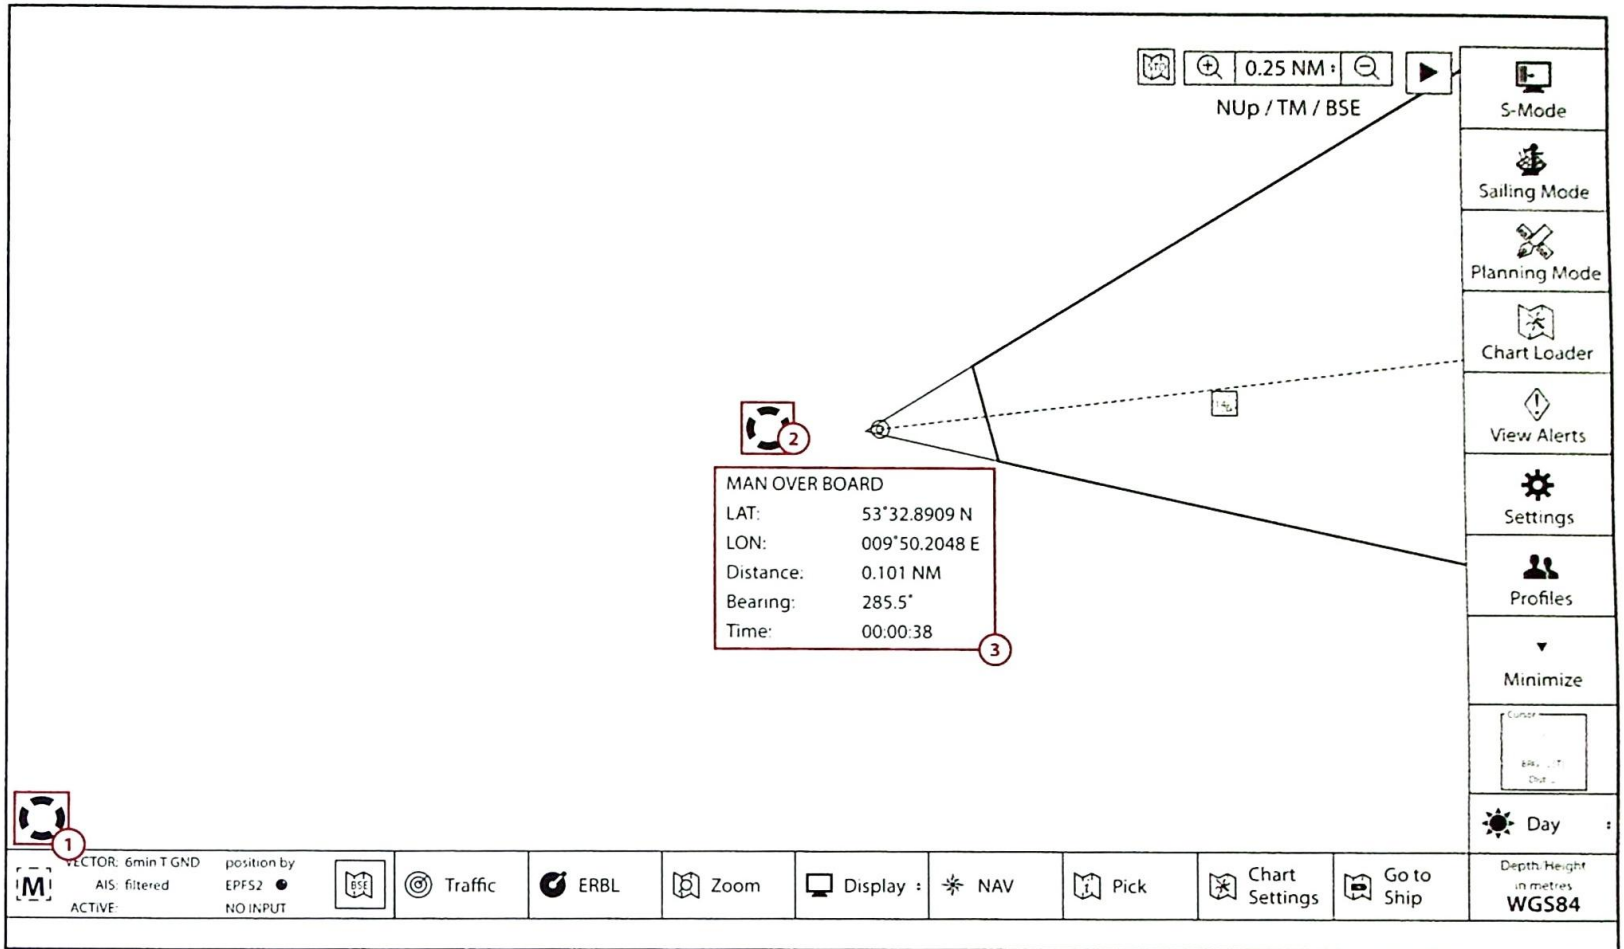 0.25 NM
NUp / TM / BSE
S-Mode
Sailing Mode
Planning Mode
Chart Loader
View Alerts
Settings
Profiles
Minimize
Cursor
Day
Depth/Height
in metres
WGS84
2
MAN OVER BOARD
LAT: 53°32.8909 N
LON: 009°50.2048 E
Distance: 0.101 NM
Bearing: 285.5°
Time: 00:00:38
3
1
M
VECTOR: 6min T GND
AIS: filtered
ACTIVE:
position by
EPFS2
NO INPUT
BSE
Traffic
ERBL
Zoom
Display :
NAV
Pick
Chart
Settings
Go to
Ship